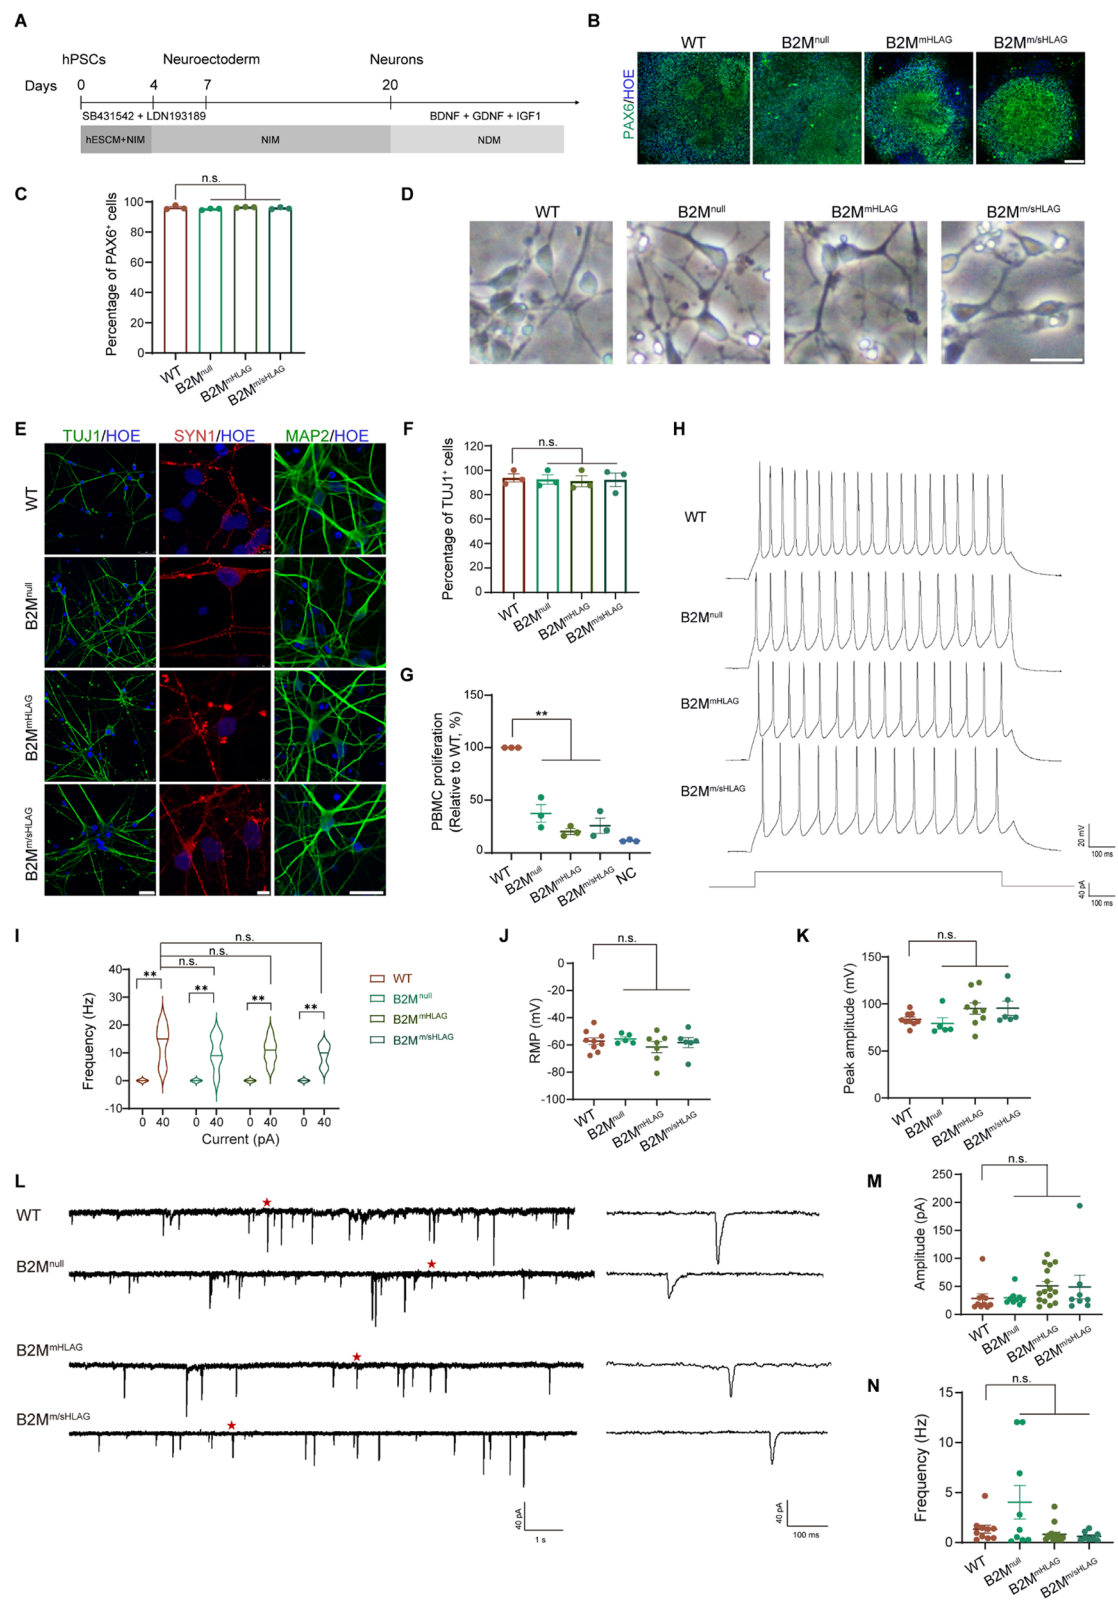 A
hPSCs Neuroectoderm Neurons
Days 0 4 7 20
SB431542 + LDN193189 BDNF + GDNF + IGF1
hESCM+NIM NIM NDM
B
WT B2Mnull B2MmHLAG B2Mm/sHLAG
PAX6/HOE
C
n.s.
Percentage of PAX6+ cells
100
80
60
40
20
0
WT B2Mnull B2MmHLAG B2Mm/sHLAG
D
WT B2Mnull B2MmHLAG B2Mm/sHLAG
E
TUJ1/HOE SYN1/HOE MAP2/HOE
WT
B2Mnull
B2MmHLAG
B2Mm/sHLAG
F
n.s.
Percentage of TUJ1+ cells
120
100
80
60
40
20
0
WT B2Mnull B2MmHLAG B2Mm/sHLAG
G
PBMC proliferation
(Relative to WT, %)
150
100
50
0
**
WT B2Mnull B2MmHLAG B2Mm/sHLAG NC
H
WT
B2Mnull
B2MmHLAG
B2Mm/sHLAG
20 mV
100 ms
40 pA
100 ms
I
n.s.
n.s.
n.s.
** ** ** **
Frequency (Hz)
40
30
20
10
0
-10
0 40 0 40 0 40 0 40
Current (pA)
WT
B2Mnull
B2MmHLAG
B2Mm/sHLAG
J
n.s.
RMP (mV)
0
-20
-40
-60
-80
-100
WT B2Mnull B2MmHLAG B2Mm/sHLAG
K
n.s.
Peak amplitude (mV)
150
100
50
0
WT B2Mnull B2MmHLAG B2Mm/sHLAG
L
WT
B2Mnull
B2MmHLAG
B2Mm/sHLAG
40 pA
1 s
40 pA
100 ms
M
n.s.
Amplitude (pA)
250
200
150
100
50
0
WT B2Mnull B2MmHLAG B2Mm/sHLAG
N
n.s.
Frequency (Hz)
15
10
5
0
WT B2Mnull B2MmHLAG B2Mm/sHLAG